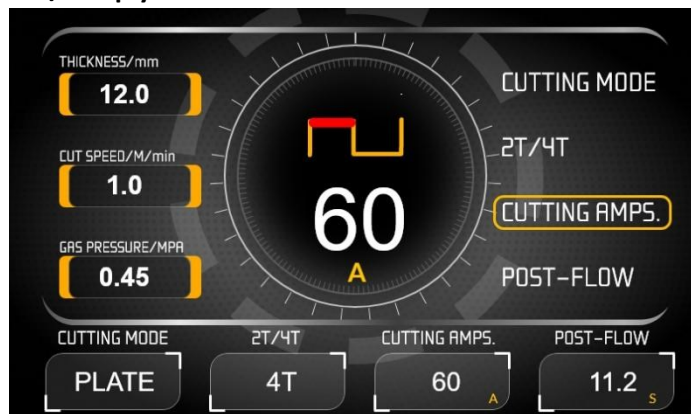 THICKNESS/mm
12.0
CUT SPEED/M/min
1.0
GAS PRESSURE/MPA
0.45
60
A
CUTTING MODE
2T/4T
CUTTING AMPS.
POST-FLOW
CUTTING MODE
PLATE
2T/4T
4T
CUTTING AMPS.
60 A
POST-FLOW
11.2 S